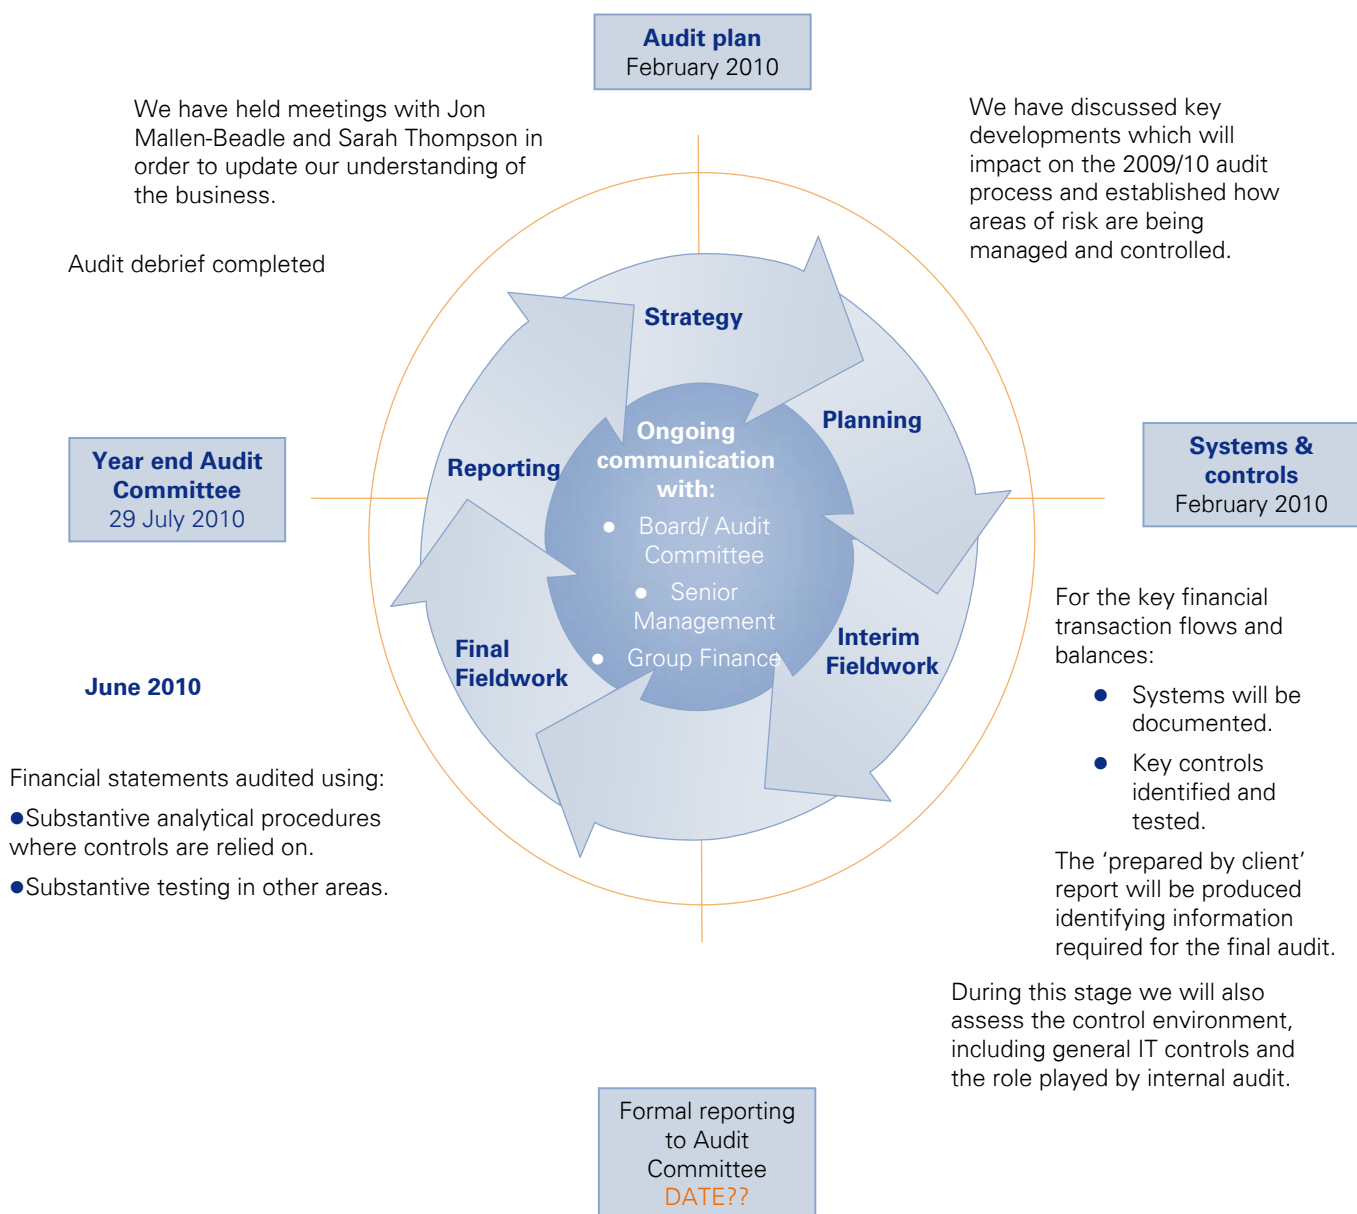 Audit plan
February 2010
We have held meetings with Jon
Mallen-Beadle and Sarah Thompson in
order to update our understanding of
the business.
We have discussed key
developments which will
impact on the 2009/10 audit
process and established how
areas of risk are being
managed and controlled.
Audit debrief completed
Strategy
Planning
Reporting
Ongoing
communication
with:
● Board/ Audit
Committee
● Senior
Management
● Group Finance
Year end Audit
Committee
29 July 2010
Systems &
controls
February 2010
Interim
Fieldwork
Final
Fieldwork
For the key financial
transaction flows and
balances:
● Systems will be
documented.
● Key controls
identified and
tested.
The ‘prepared by client’
report will be produced
identifying information
required for the final audit.
During this stage we will also
assess the control environment,
including general IT controls and
the role played by internal audit.
June 2010
Financial statements audited using:
●Substantive analytical procedures
where controls are relied on.
●Substantive testing in other areas.
Formal reporting
to Audit
Committee
DATE??